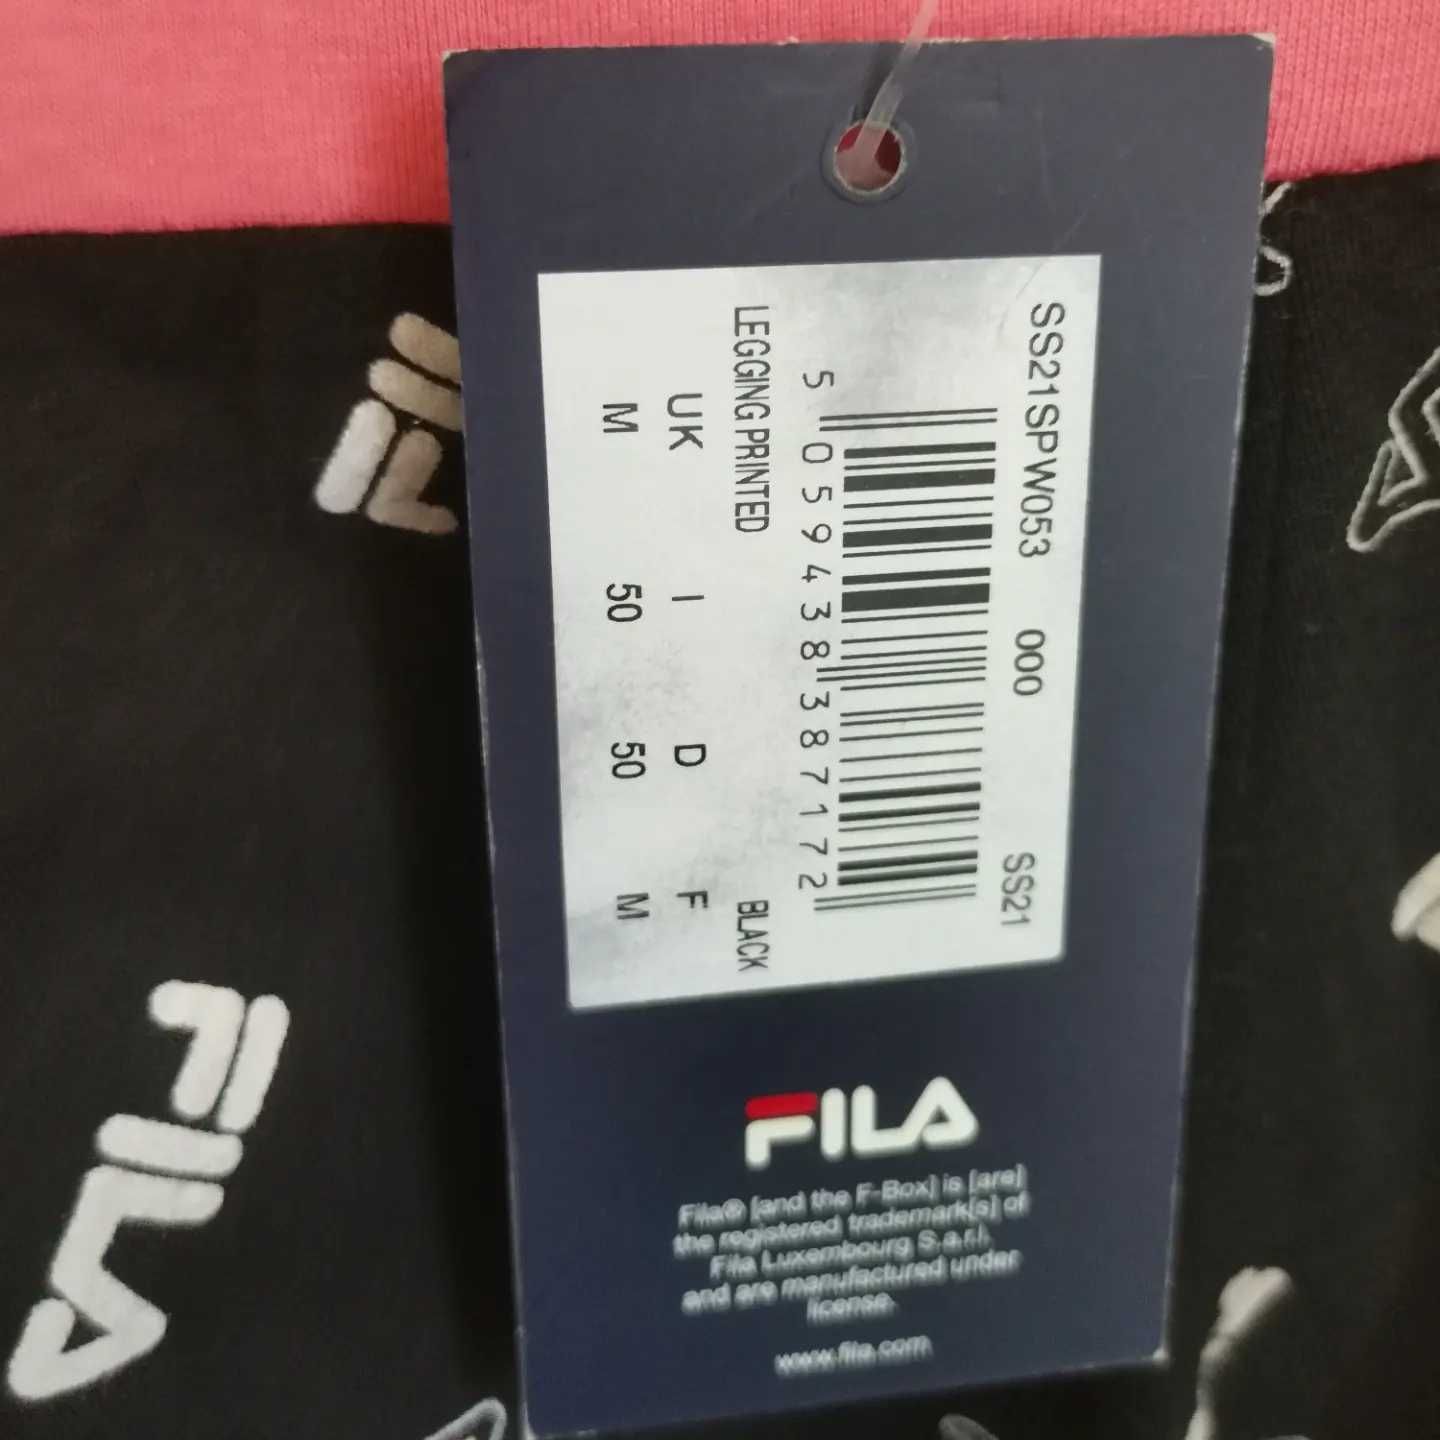 SS21SPW053 000 SS21
5 059438 387172
LEGGING PRINTED BLACK
UK I D F
M 50 50 M
FILA
Fila® [and the F-Box] is [are]
the registered trademark[s] of
Fila Luxembourg S.a.r.l.
and are manufactured under
license.
www.fila.com
FILA
FIL